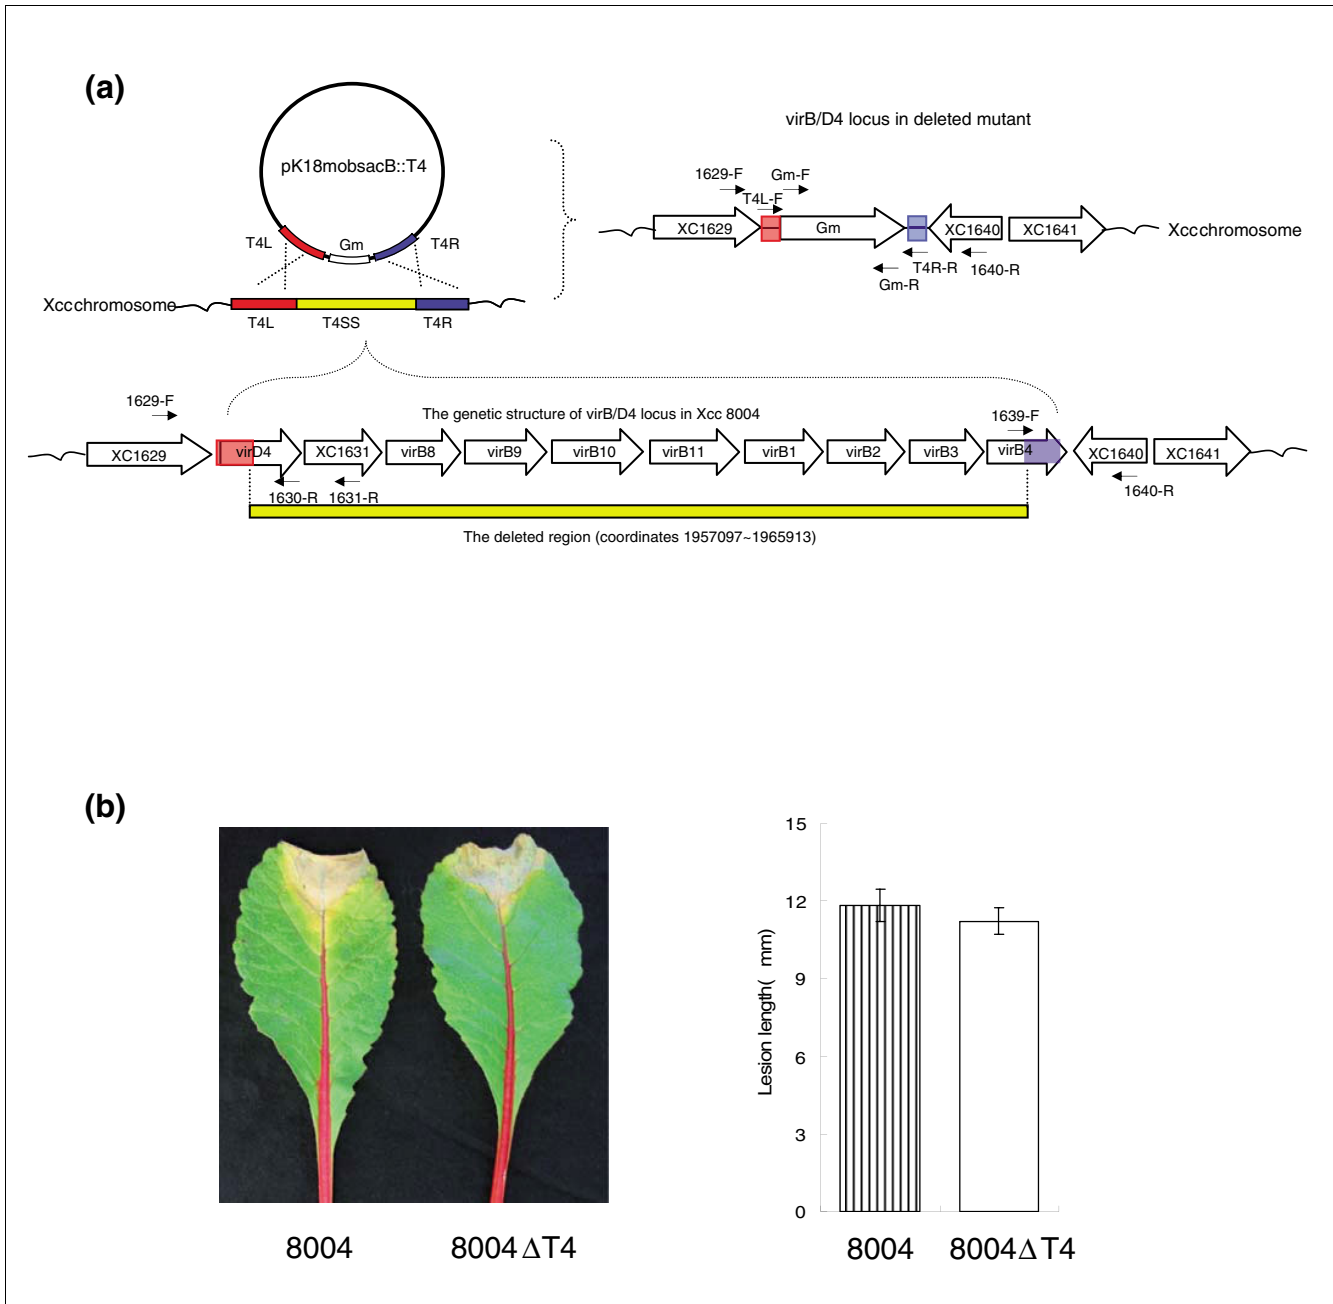 (a)
pK18mobsacB::T4
T4L
Gm
T4R
Xccchromosome
T4L
T4SS
T4R
virB/D4 locus in deleted mutant
1629-F
Gm-F
T4L-F
XC1629
Gm
XC1640
XC1641
Xccchromosome
T4R-R
1640-R
Gm-R
1629-F
The genetic structure of virB/D4 locus in Xcc 8004
1639-F
XC1629
virD4
XC1631
virB8
virB9
virB10
virB11
virB1
virB2
virB3
virB4
XC1640
XC1641
1630-R
1631-R
1640-R
The deleted region (coordinates 1957097~1965913)
(b)
8004
8004ΔT4
Lesion length( mm)
15
12
9
6
3
0
8004
8004ΔT4